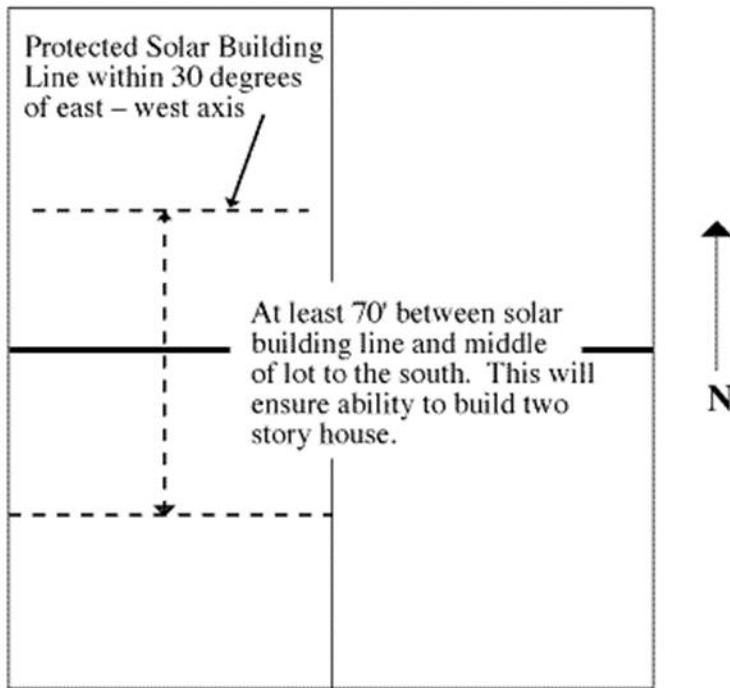 Protected Solar Building
Line within 30 degrees
of east – west axis
At least 70' between solar
building line and middle
of lot to the south.  This will
ensure ability to build two
story house.
N